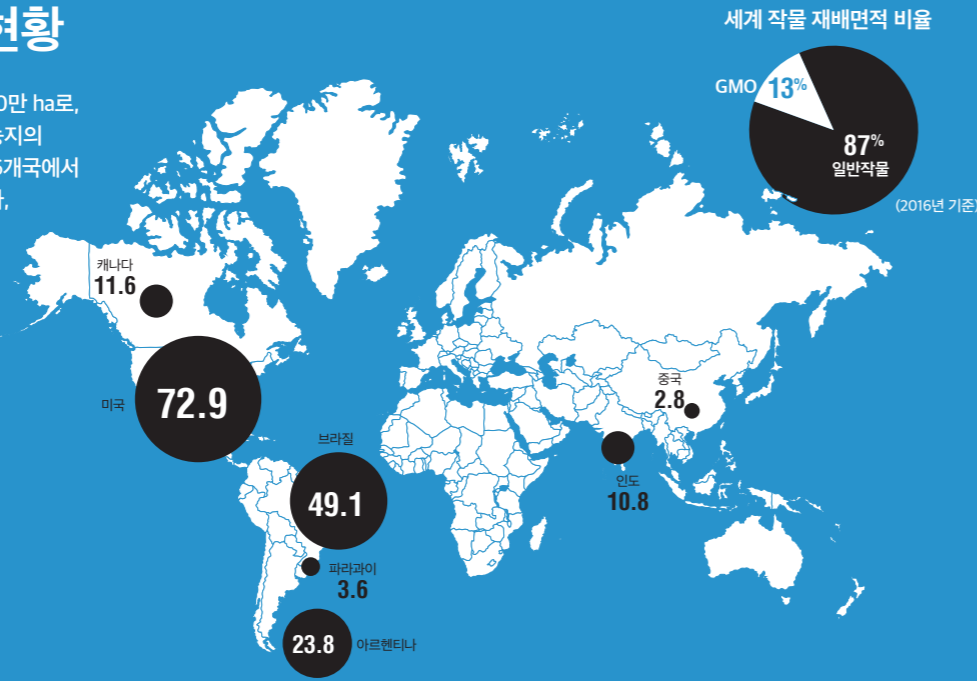 현황
0만 ha로,
농지의
개국에서
세계 작물 재배면적 비율
GMO 13%
87%
일반작물
(2016년 기준)
캐나다
11.6
미국
72.9
브라질
49.1
파라과이
3.6
23.8
아르헨티나
중국
2.8
인도
10.8